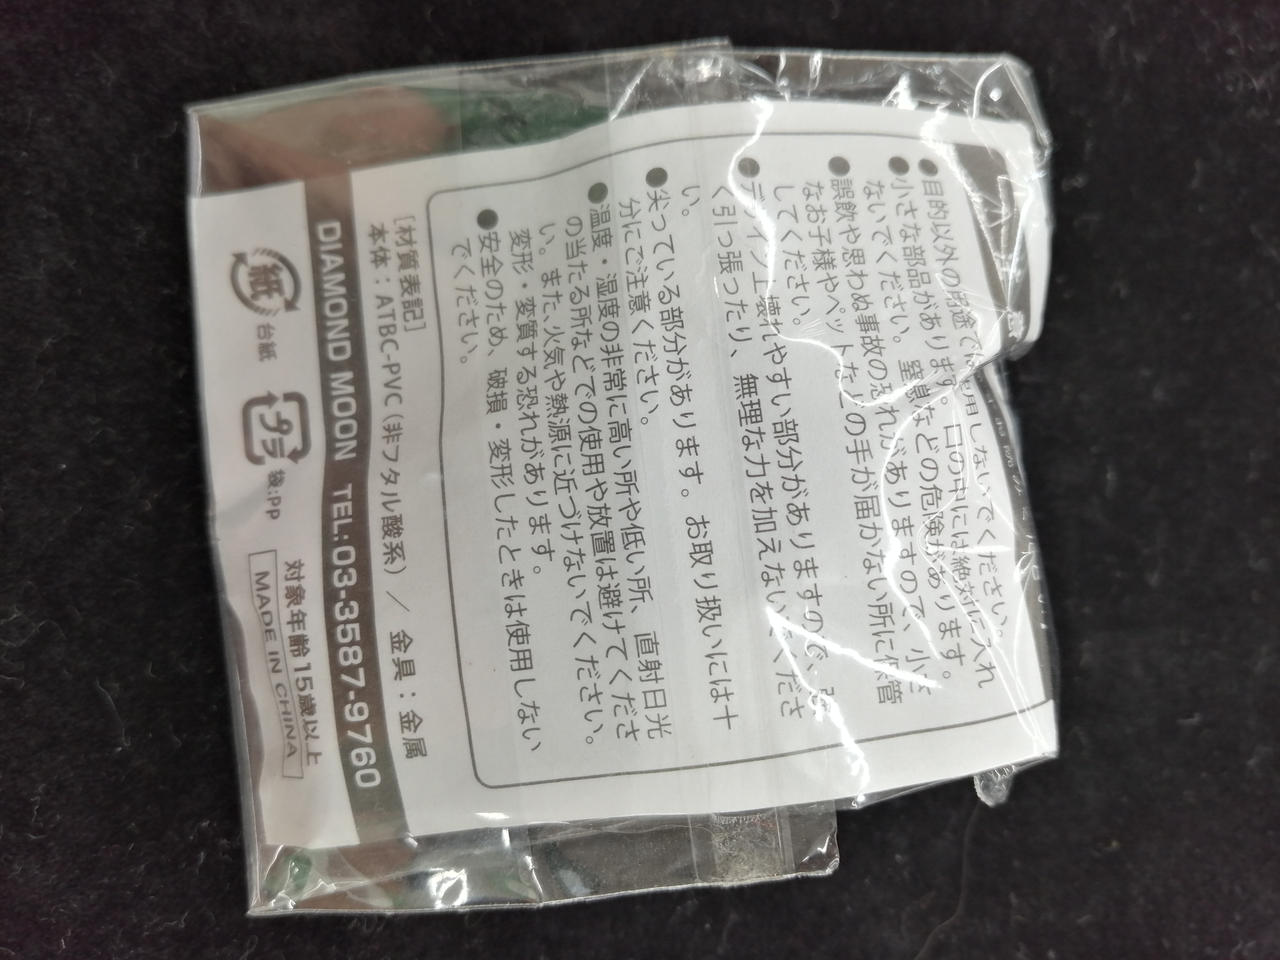 ●目的以外の用途では使用しないでください。
●小さな部品があります。口の中には絶対に入れ
ないでください。窒息などの危険があります。
●誤飲や思わぬ事故の恐れがありますので、小さ
なお子様やペットなどの手が届かない所に保管
してください。
●デザイン上壊れやすい部分がありますので、強
く引っ張ったり、無理な力を加えないでくださ
い。
●尖っている部分があります。お取り扱いには十
分にご注意ください。
●温度・湿度の非常に高い所や低い所、直射日光
の当たる所などでの使用や放置は避けてくださ
い。また、火気や熱源に近づけないでください。
変形・変質する恐れがあります。
●安全のため、破損・変形したときは使用しない
でください。
[材質表記]
本体：ATBC-PVC（非フタル酸系）／ 金具：金属
DIAMOND MOON TEL:03-3587-9760
紙 台紙 プラ 袋:PP 対象年齢15歳以上
MADE IN CHINA